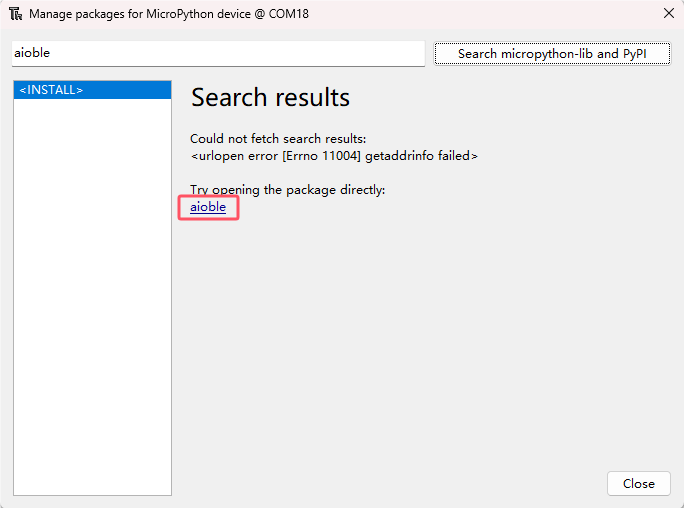 Manage packages for MicroPython device @ COM18
aioble
Search micropython-lib and PyPI
<INSTALL>
Search results
Could not fetch search results:
<urlopen error [Errno 11004] getaddrinfo failed>
Try opening the package directly:
aioble
Close